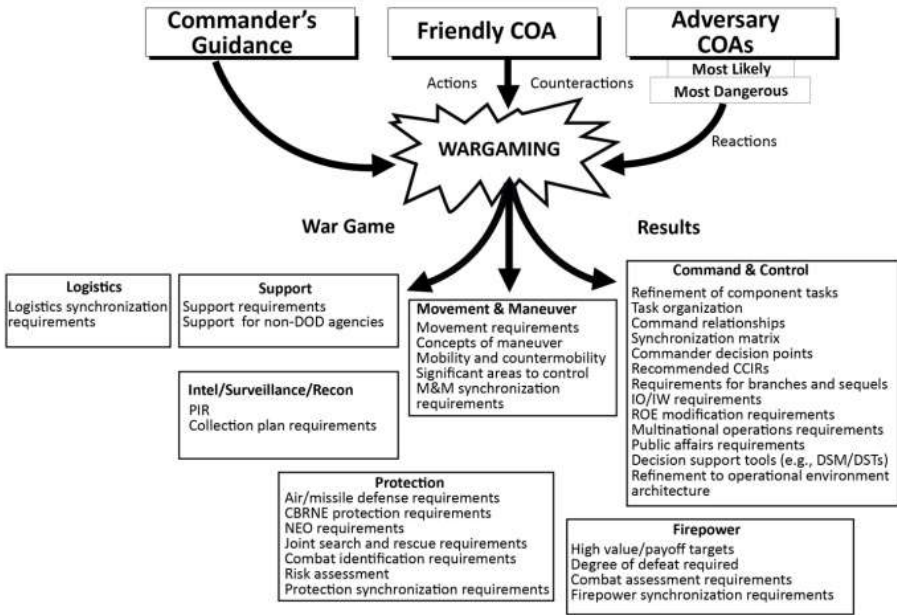 Commander's
Guidance
Friendly COA
Adversary
COAs
Most Likely
Most Dangerous
Actions
Counteractions
Reactions
WARGAMING
War Game
Results
Logistics
Logistics synchronization
requirements
Support
Support requirements
Support for non-DOD agencies
Intel/Surveillance/Recon
PIR
Collection plan requirements
Movement & Maneuver
Movement requirements
Concepts of maneuver
Mobility and countermobility
Significant areas to control
M&M synchronization
requirements
Command & Control
Refinement of component tasks
Task organization
Command relationships
Synchronization matrix
Commander decision points
Recommended CCIRs
Requirements for branches and sequels
IO/IW requirements
ROE modification requirements
Multinational operations requirements
Public affairs requirements
Decision support tools (e.g., DSM/DSTs)
Refinement to operational environment
architecture
Protection
Air/missile defense requirements
CBRNE protection requirements
NEO requirements
Joint search and rescue requirements
Combat identification requirements
Risk assessment
Protection synchronization requirements
Firepower
High value/payoff targets
Degree of defeat required
Combat assessment requirements
Firepower synchronization requirements